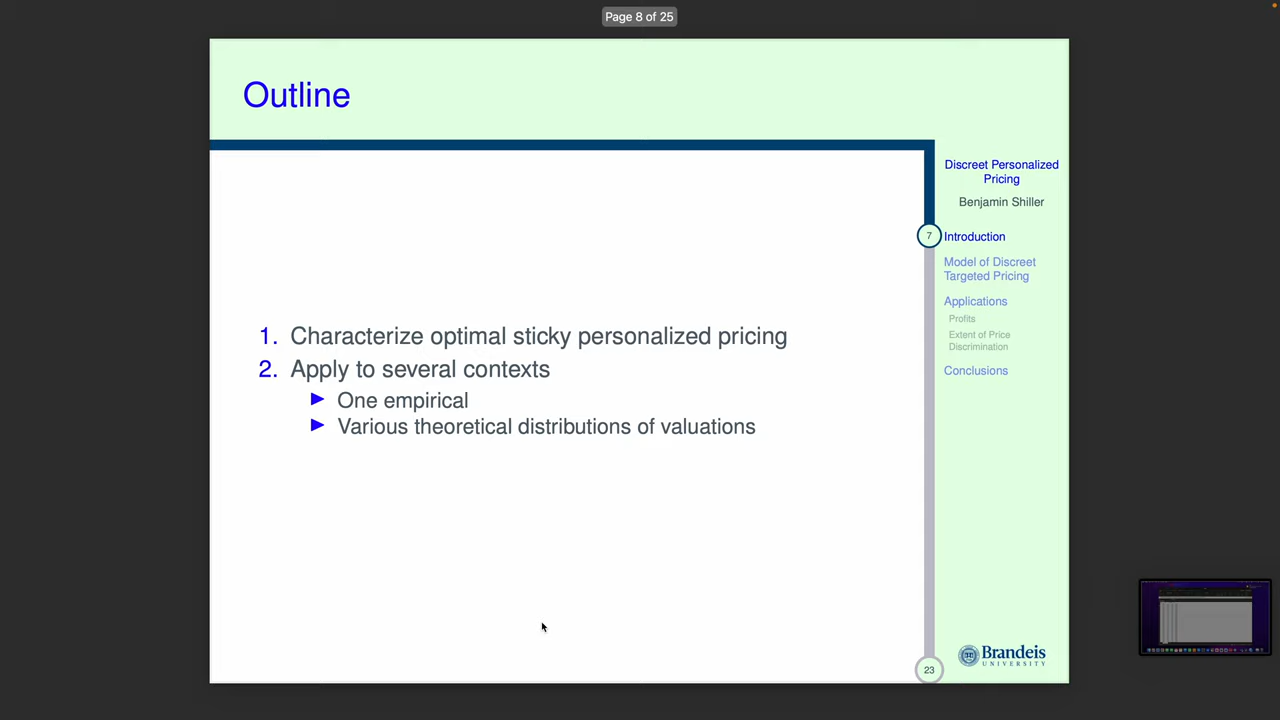 Page 8 of 25
Outline
Discreet Personalized
Pricing
Benjamin Shiller
7
Introduction
Model of Discreet
Targeted Pricing
Applications
Profits
Extent of Price
Discrimination
Conclusions
1. Characterize optimal sticky personalized pricing
2. Apply to several contexts
One empirical
Various theoretical distributions of valuations
Brandeis
UNIVERSITY
23